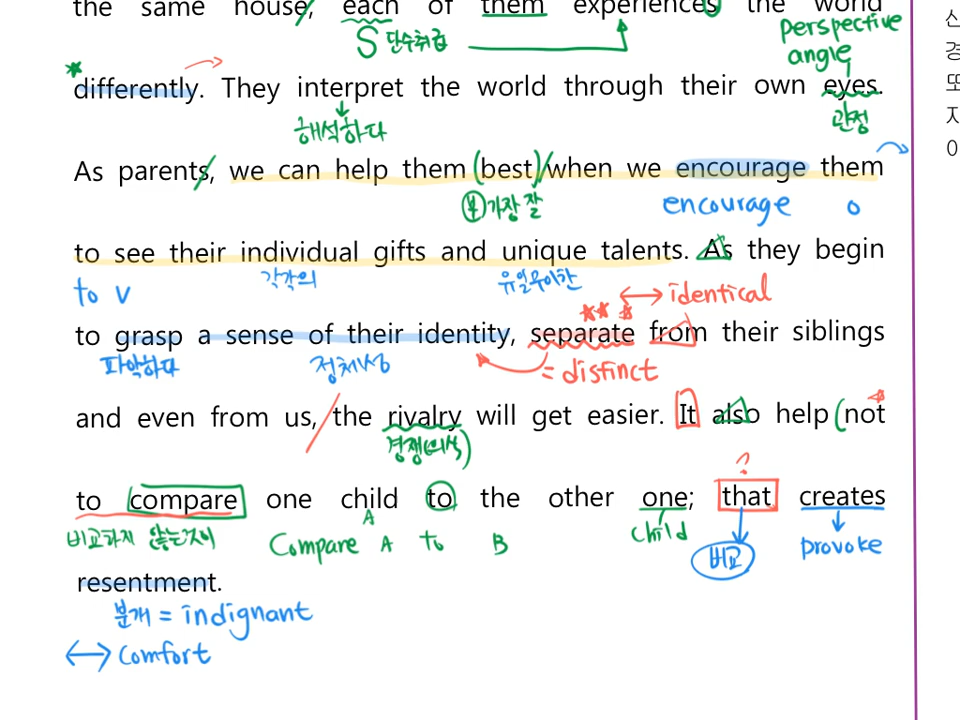 the same house, each of them experiences the world
S 단수취급
perspective
angle
differently. They interpret the world through their own eyes.
해석하다
관점
As parents, we can help them (best) when we encourage them
부 가장 잘
encourage o
to see their individual gifts and unique talents. As they begin
to v
각각의
유일무이한
identical
to grasp a sense of their identity, separate from their siblings
파악하다
정체성
= distinct
and even from us, the rivalry will get easier. It also help (not
경쟁(의식)
?
to compare one child to the other one; that creates
비교하지 않는것이
A
Compare A to B
child
비교
provoke
resentment.
분개 = indignant
↔ comfort
신
경
또
자
이